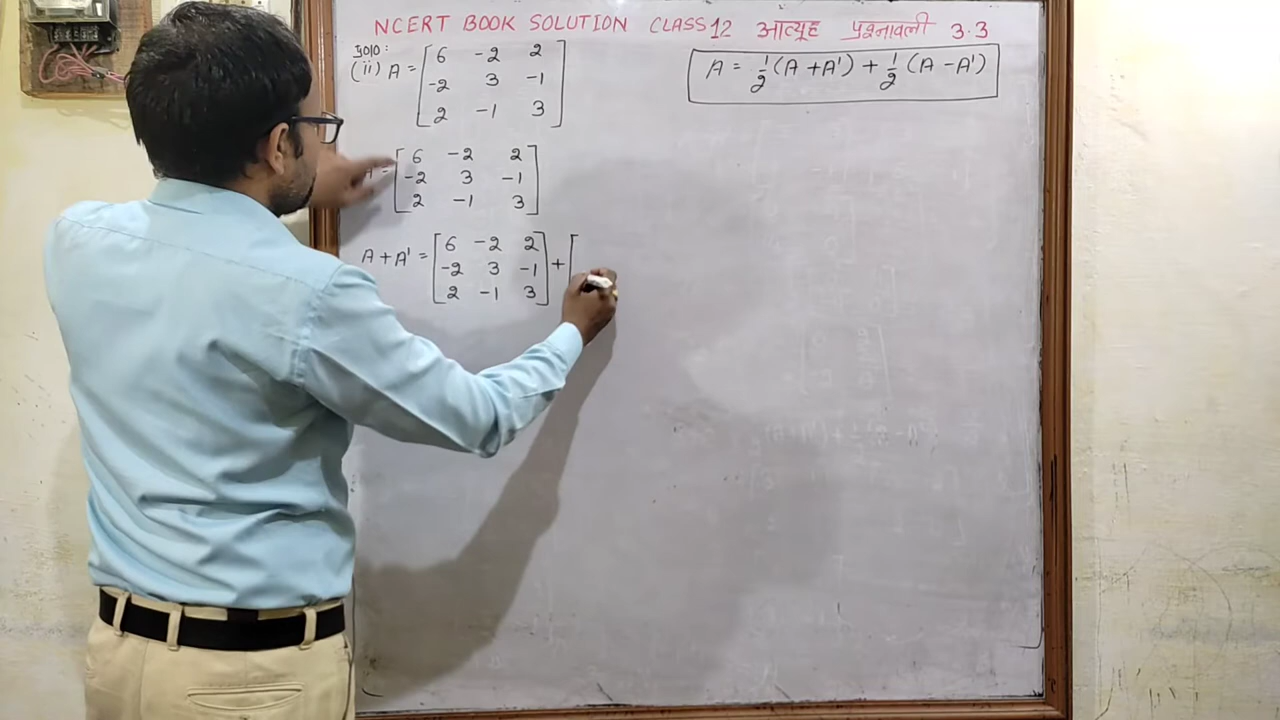 NCERT BOOK SOLUTION CLASS 12 आव्यूह प्रश्नावली 3.3
प्र०10:
(ii) A = [6 -2 2
-2 3 -1
2 -1 3]
A = ½(A + A') + ½(A - A')
[6 -2 2
-2 3 -1
2 -1 3]
A + A' = [6 -2 2
-2 3 -1
2 -1 3] + [